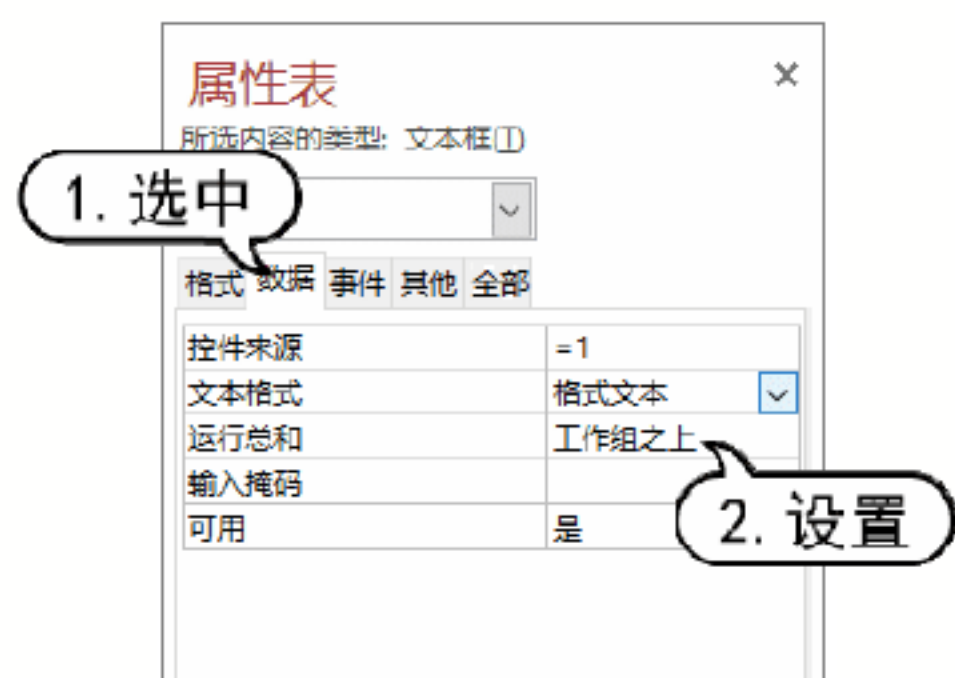 属性表
所选内容的类型: 文本框(T)
1. 选中
格式 数据 事件 其他 全部
控件来源 =1
文本格式 格式文本
运行总和 工作组之上
输入掩码
2. 设置
可用 是